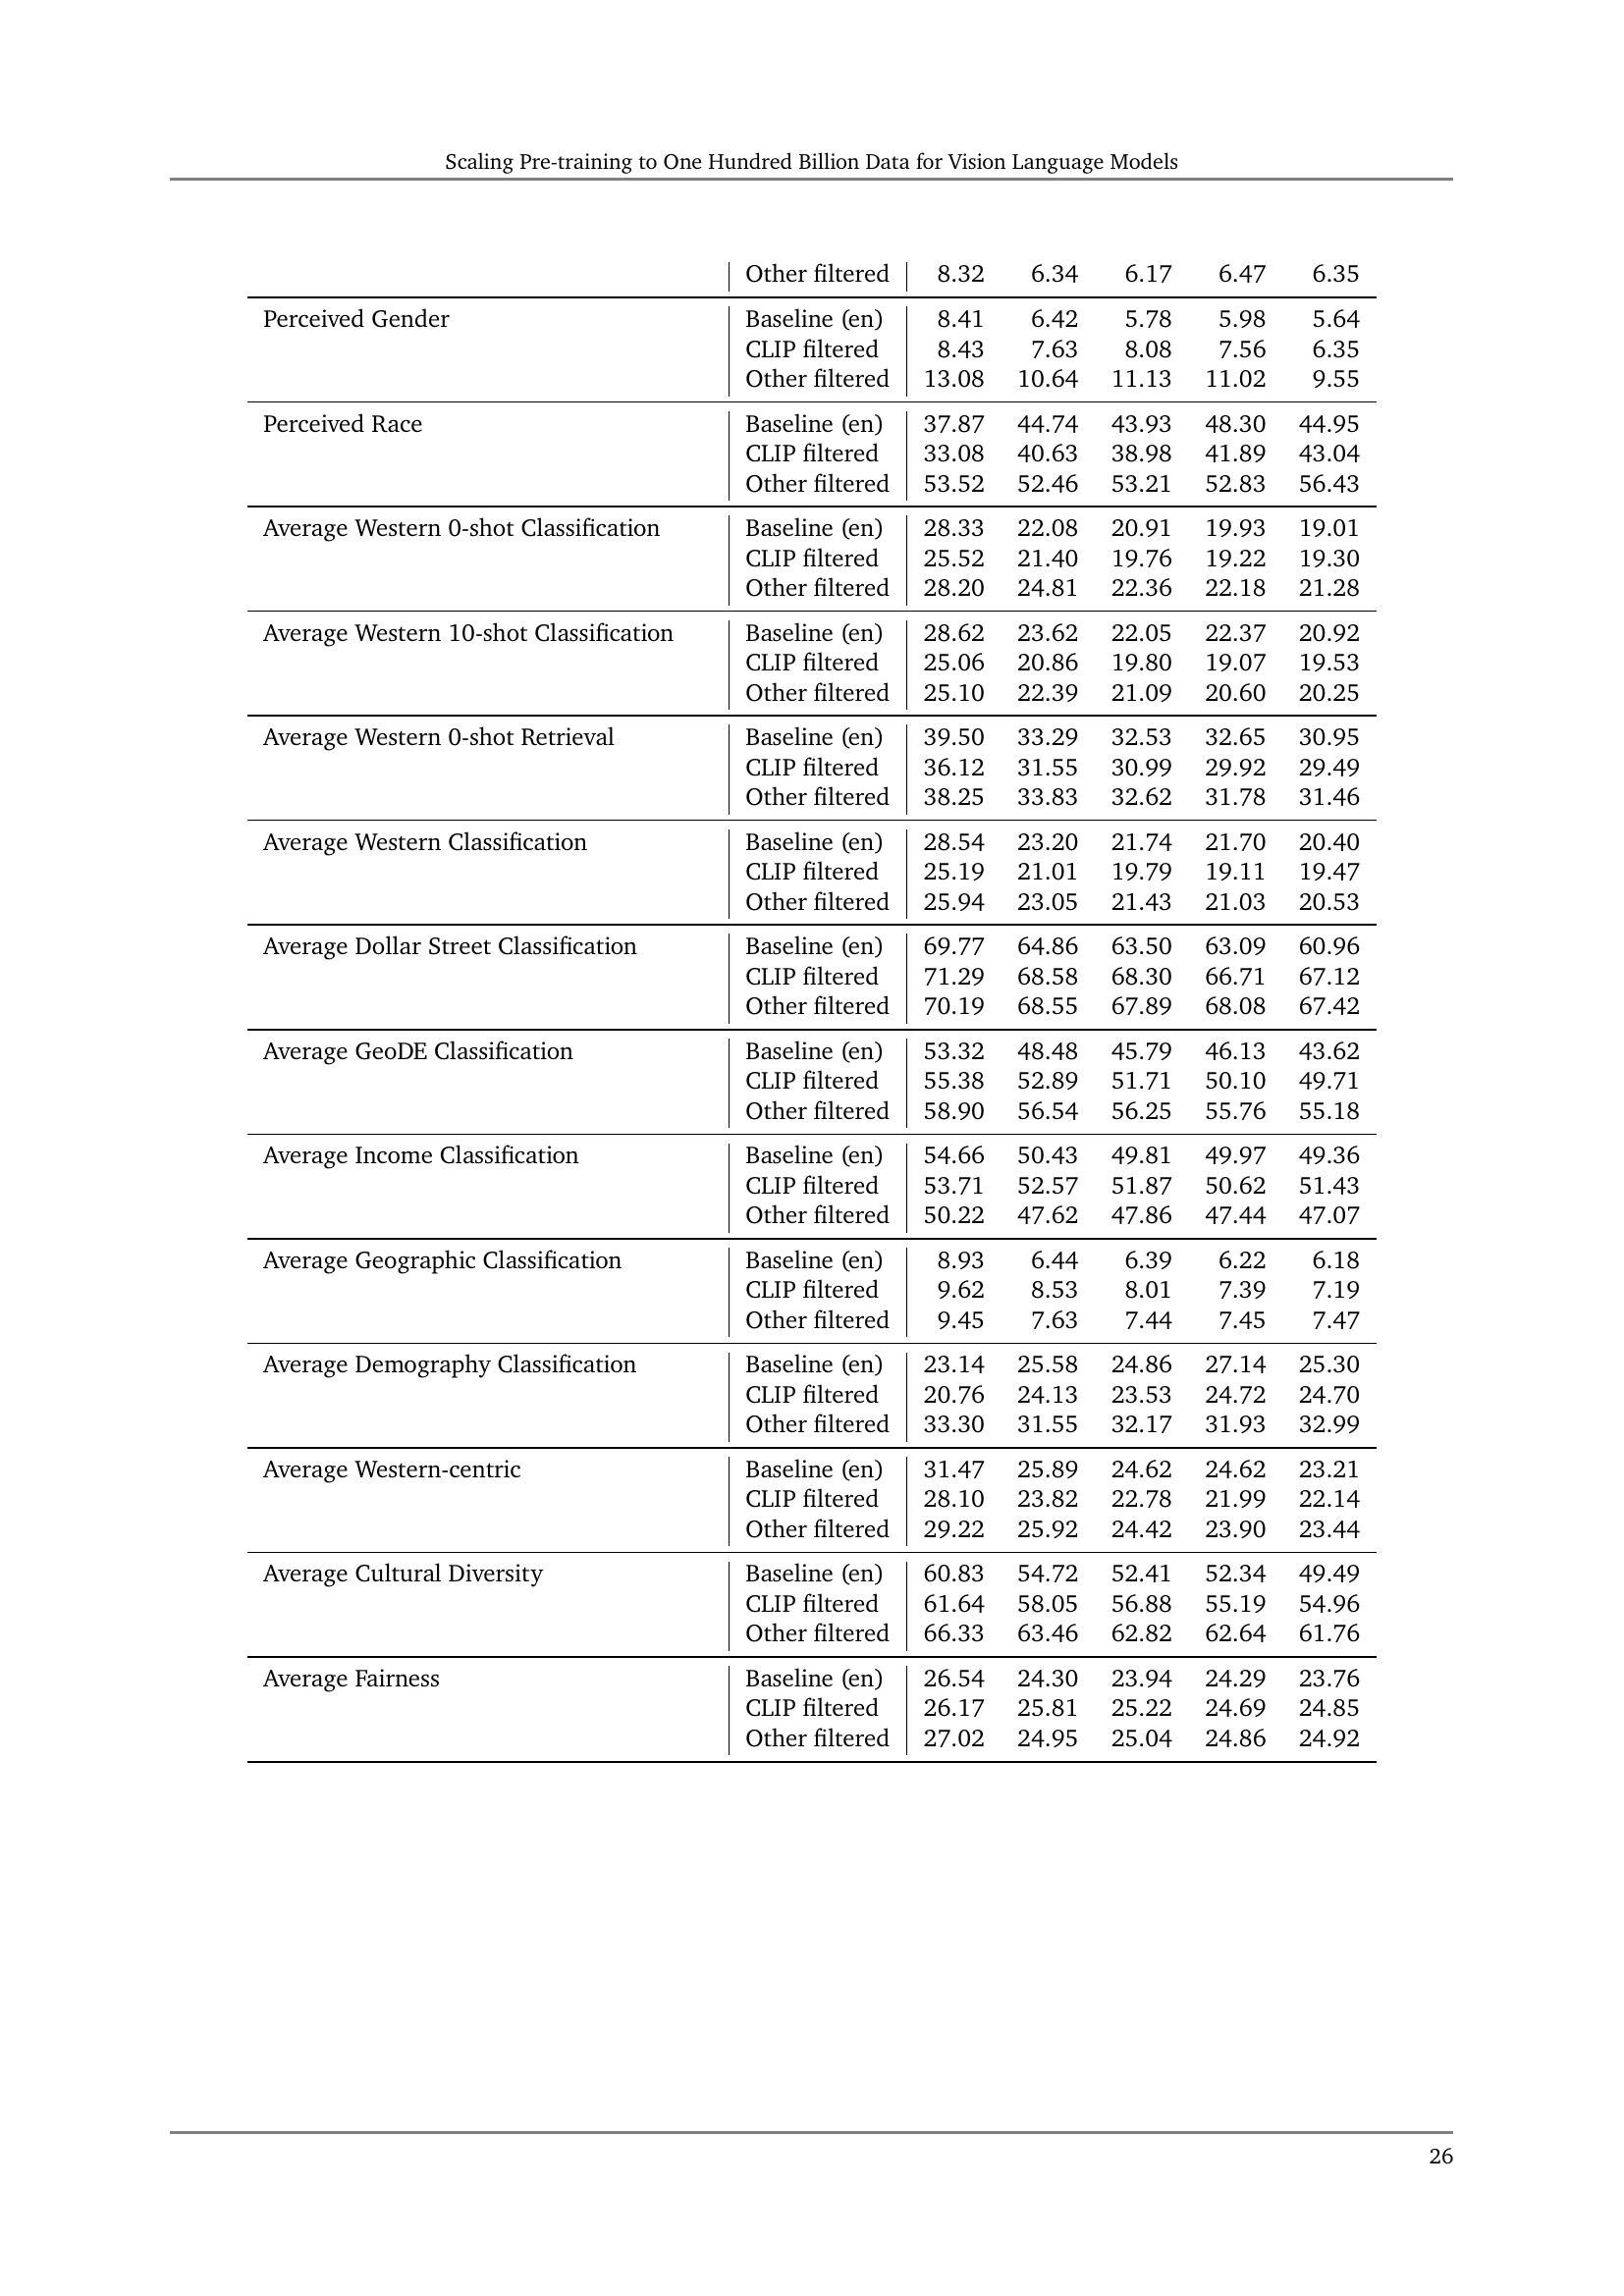 Scaling Pre-training to One Hundred Billion Data for Vision Language Models
Other filtered 8.32 6.34 6.17 6.47 6.35
Perceived Gender Baseline (en) 8.41 6.42 5.78 5.98 5.64
CLIP filtered 8.43 7.63 8.08 7.56 6.35
Other filtered 13.08 10.64 11.13 11.02 9.55
Perceived Race Baseline (en) 37.87 44.74 43.93 48.30 44.95
CLIP filtered 33.08 40.63 38.98 41.89 43.04
Other filtered 53.52 52.46 53.21 52.83 56.43
Average Western 0-shot Classification Baseline (en) 28.33 22.08 20.91 19.93 19.01
CLIP filtered 25.52 21.40 19.76 19.22 19.30
Other filtered 28.20 24.81 22.36 22.18 21.28
Average Western 10-shot Classification Baseline (en) 28.62 23.62 22.05 22.37 20.92
CLIP filtered 25.06 20.86 19.80 19.07 19.53
Other filtered 25.10 22.39 21.09 20.60 20.25
Average Western 0-shot Retrieval Baseline (en) 39.50 33.29 32.53 32.65 30.95
CLIP filtered 36.12 31.55 30.99 29.92 29.49
Other filtered 38.25 33.83 32.62 31.78 31.46
Average Western Classification Baseline (en) 28.54 23.20 21.74 21.70 20.40
CLIP filtered 25.19 21.01 19.79 19.11 19.47
Other filtered 25.94 23.05 21.43 21.03 20.53
Average Dollar Street Classification Baseline (en) 69.77 64.86 63.50 63.09 60.96
CLIP filtered 71.29 68.58 68.30 66.71 67.12
Other filtered 70.19 68.55 67.89 68.08 67.42
Average GeoDE Classification Baseline (en) 53.32 48.48 45.79 46.13 43.62
CLIP filtered 55.38 52.89 51.71 50.10 49.71
Other filtered 58.90 56.54 56.25 55.76 55.18
Average Income Classification Baseline (en) 54.66 50.43 49.81 49.97 49.36
CLIP filtered 53.71 52.57 51.87 50.62 51.43
Other filtered 50.22 47.62 47.86 47.44 47.07
Average Geographic Classification Baseline (en) 8.93 6.44 6.39 6.22 6.18
CLIP filtered 9.62 8.53 8.01 7.39 7.19
Other filtered 9.45 7.63 7.44 7.45 7.47
Average Demography Classification Baseline (en) 23.14 25.58 24.86 27.14 25.30
CLIP filtered 20.76 24.13 23.53 24.72 24.70
Other filtered 33.30 31.55 32.17 31.93 32.99
Average Western-centric Baseline (en) 31.47 25.89 24.62 24.62 23.21
CLIP filtered 28.10 23.82 22.78 21.99 22.14
Other filtered 29.22 25.92 24.42 23.90 23.44
Average Cultural Diversity Baseline (en) 60.83 54.72 52.41 52.34 49.49
CLIP filtered 61.64 58.05 56.88 55.19 54.96
Other filtered 66.33 63.46 62.82 62.64 61.76
Average Fairness Baseline (en) 26.54 24.30 23.94 24.29 23.76
CLIP filtered 26.17 25.81 25.22 24.69 24.85
Other filtered 27.02 24.95 25.04 24.86 24.92
26